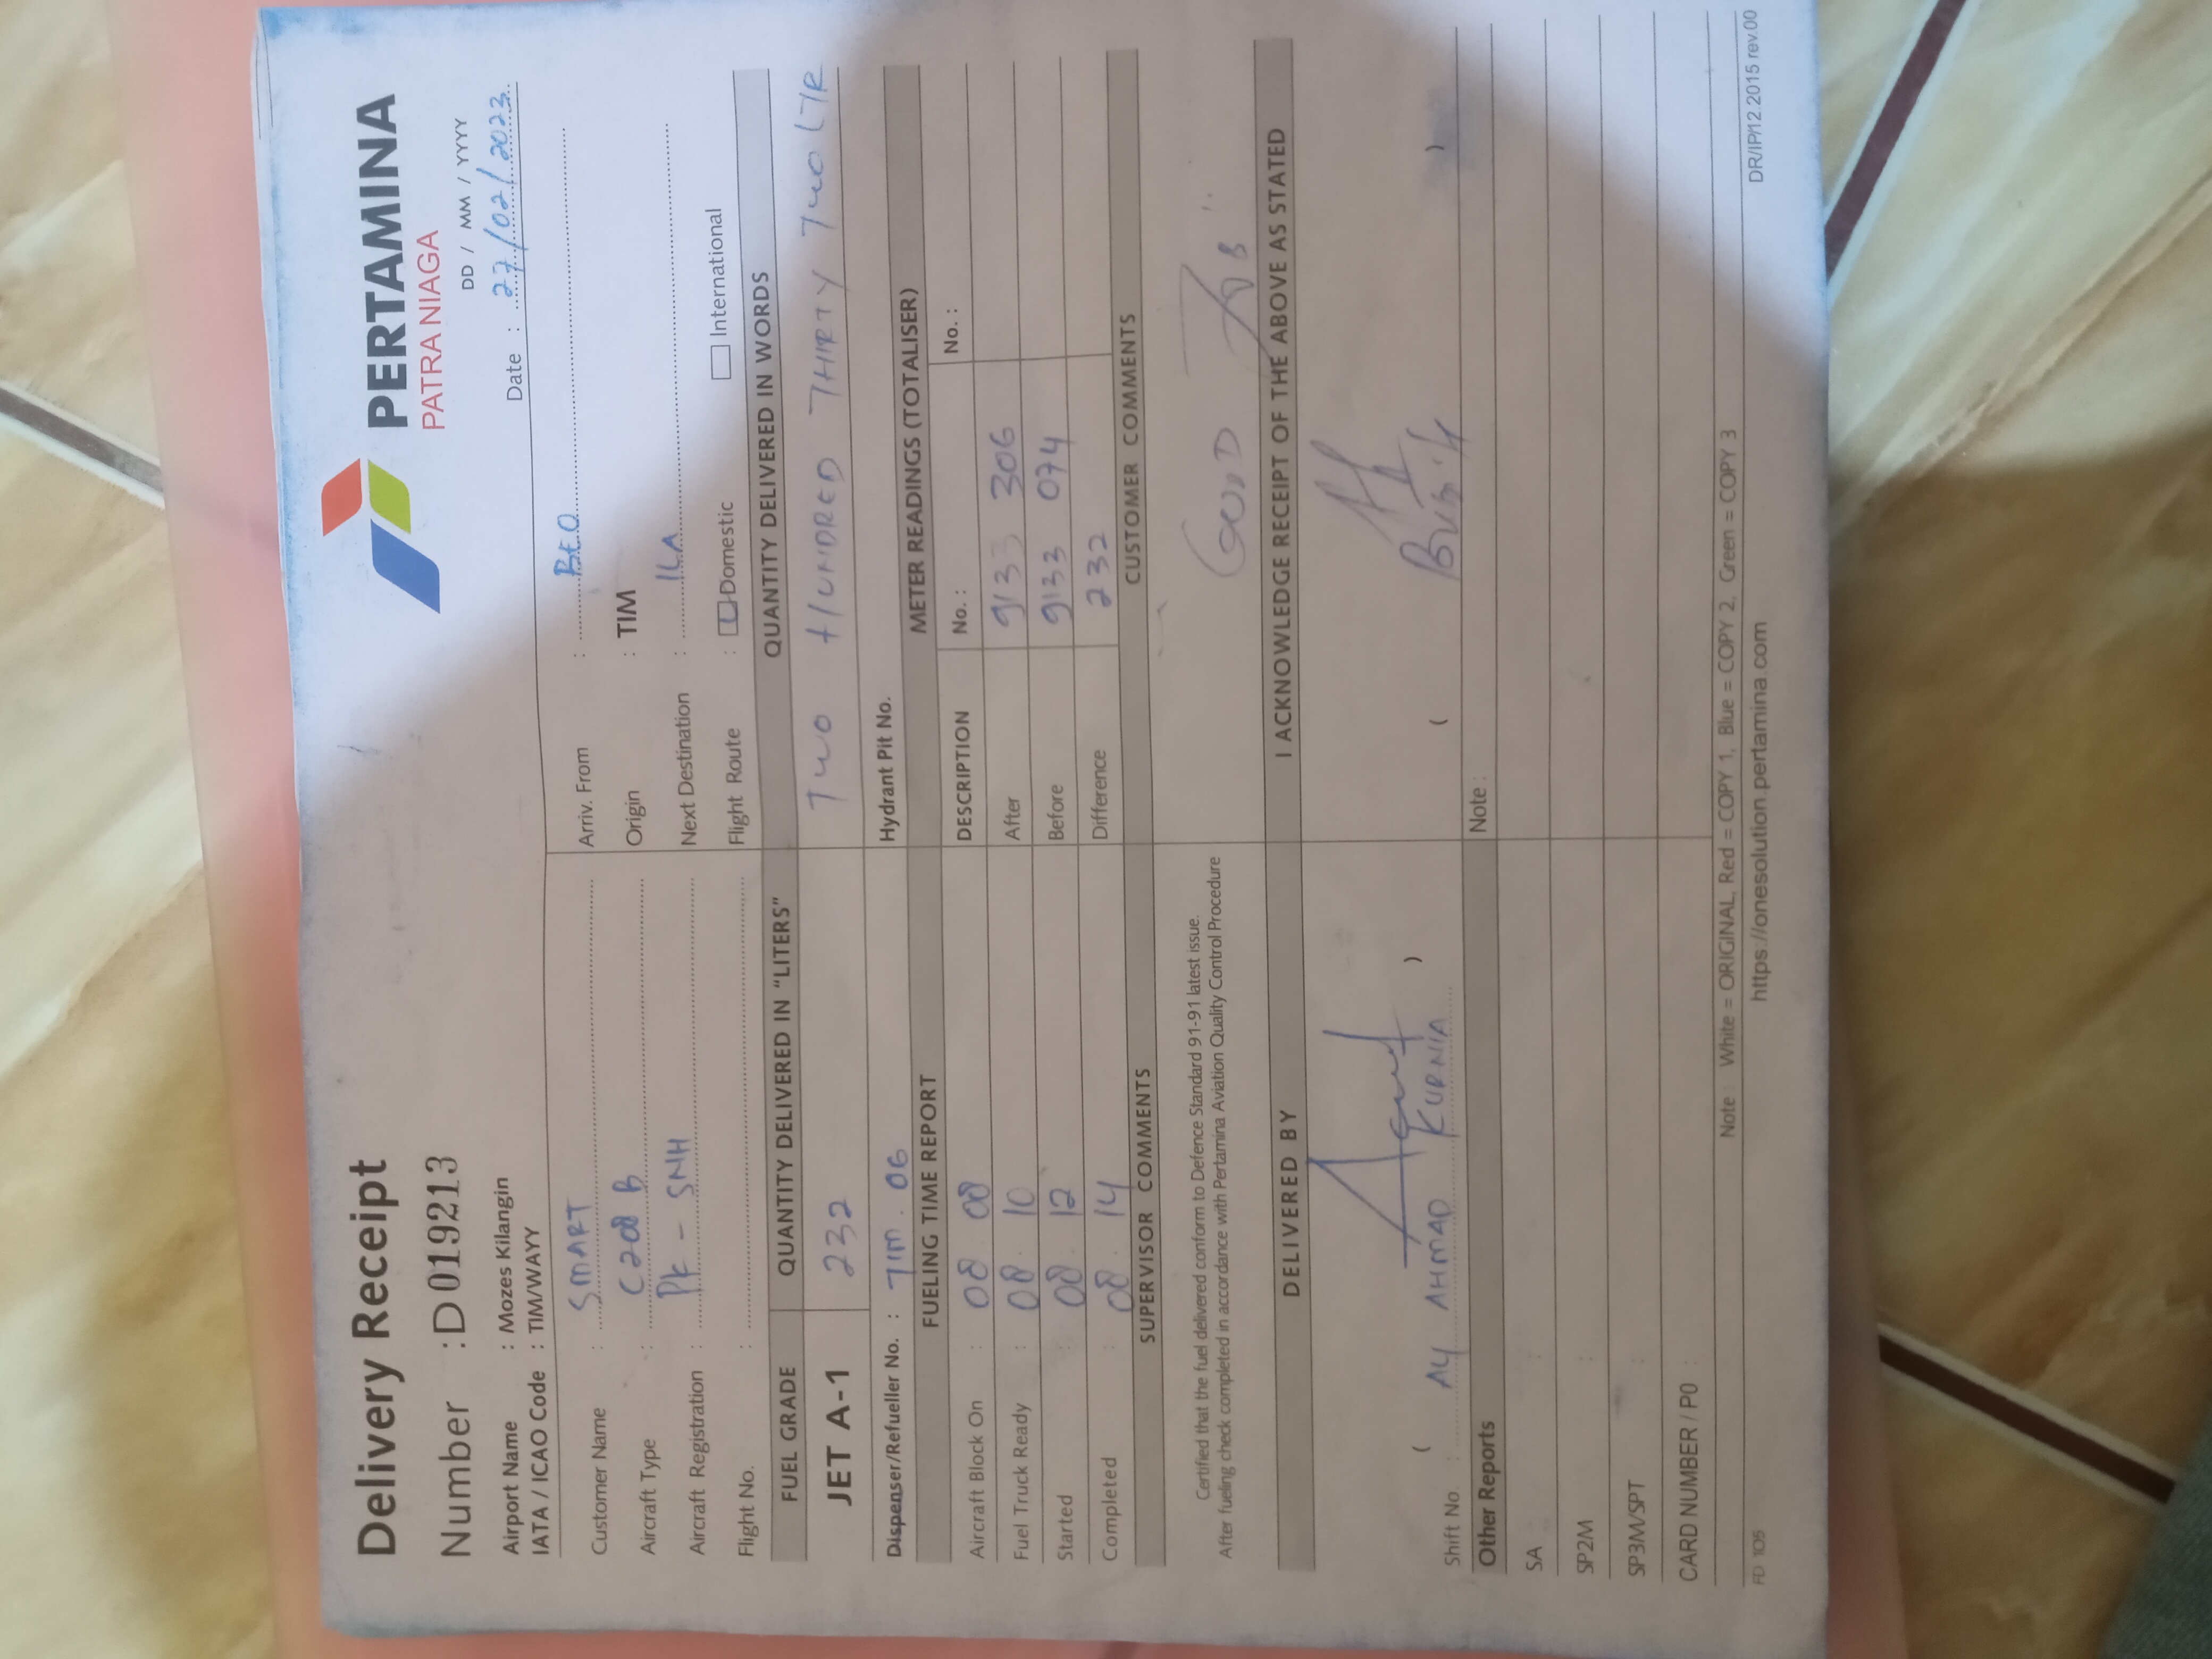 Delivery Receipt
PERTAMINA
PATRA NIAGA
Number : D 019213
DD / MM / YYYY
Airport Name : Mozes Kilangin
Date : 27/02/2023
IATA / ICAO Code : TIM/WAYY
Customer Name : SMART
Arriv. From : BEO
Aircraft Type : C208 B
Origin : TIM
Aircraft Registration : PK - SNH
Next Destination : ILA
Flight No. :
Flight Route : Domestic International
FUEL GRADE QUANTITY DELIVERED IN "LITERS" QUANTITY DELIVERED IN WORDS
JET A-1 232 TWO HUNDRED THIRTY TWO LTR
Dispenser/Refueller No. : TIM . 06 Hydrant Pit No.
FUELING TIME REPORT METER READINGS (TOTALISER)
Aircraft Block On : 08 08 DESCRIPTION No. : No. :
Fuel Truck Ready : 08 . 10 After 9133 306
Started : 08 . 12 Before 9133 074
Completed : 08 . 14 Difference 232
SUPERVISOR COMMENTS CUSTOMER COMMENTS
Certified that the fuel delivered conform to Defence Standard 91-91 latest issue.
After fueling check completed in accordance with Pertamina Aviation Quality Control Procedure
GOOD
DELIVERED BY I ACKNOWLEDGE RECEIPT OF THE ABOVE AS STATED
( )
( )
Shift No. : A4 AHMAD KURNIA
Other Reports Note :
SA :
SP2M :
SP3M/SPT :
CARD NUMBER / PO :
Note : White = ORIGINAL, Red = COPY 1, Blue = COPY 2, Green = COPY 3
FD 105 https://onesolution.pertamina.com DR/IP/12.2015 rev.00